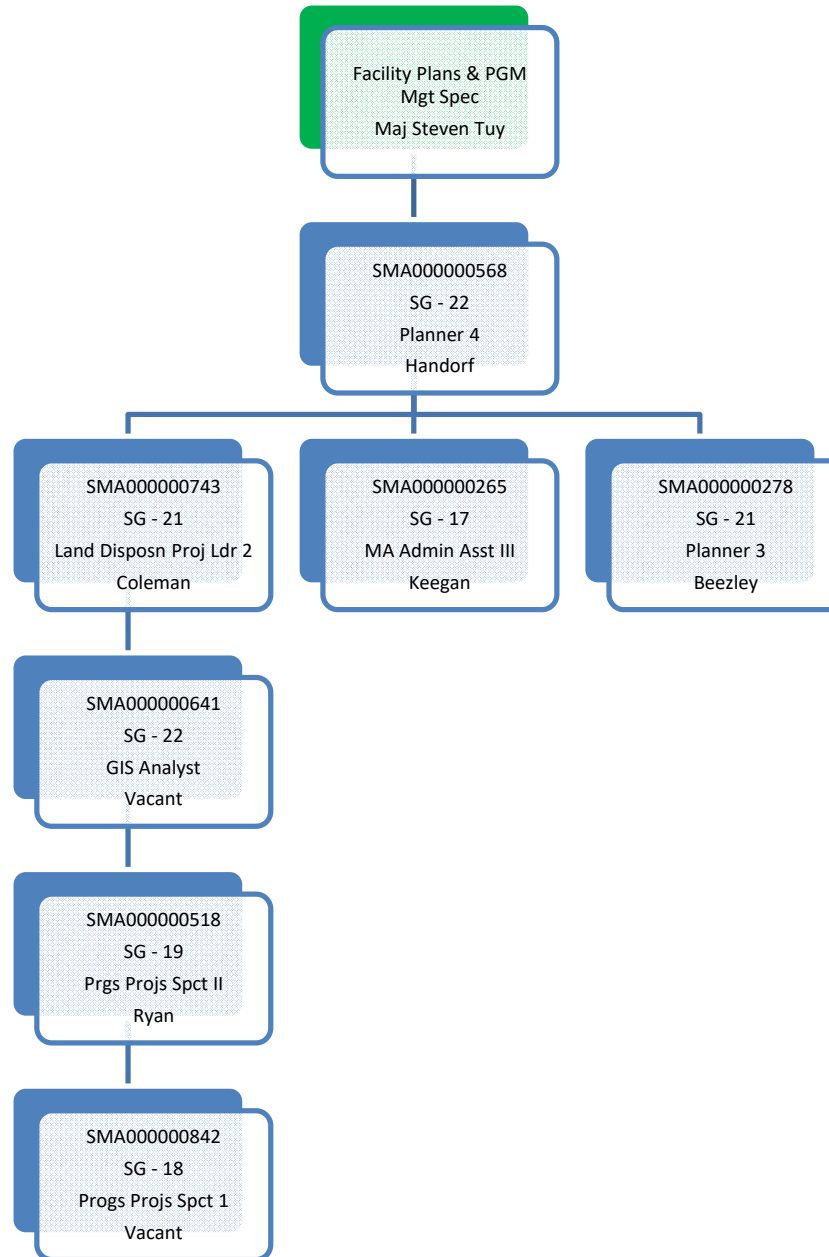 Facility Plans & PGM
Mgt Spec
Maj Steven Tuy
SMA000000568
SG - 22
Planner 4
Handorf
SMA000000743
SG - 21
Land Disposn Proj Ldr 2
Coleman
SMA000000265
SG - 17
MA Admin Asst III
Keegan
SMA000000278
SG - 21
Planner 3
Beezley
SMA000000641
SG - 22
GIS Analyst
Vacant
SMA000000518
SG - 19
Prgs Projs Spct II
Ryan
SMA000000842
SG - 18
Progs Projs Spct 1
Vacant